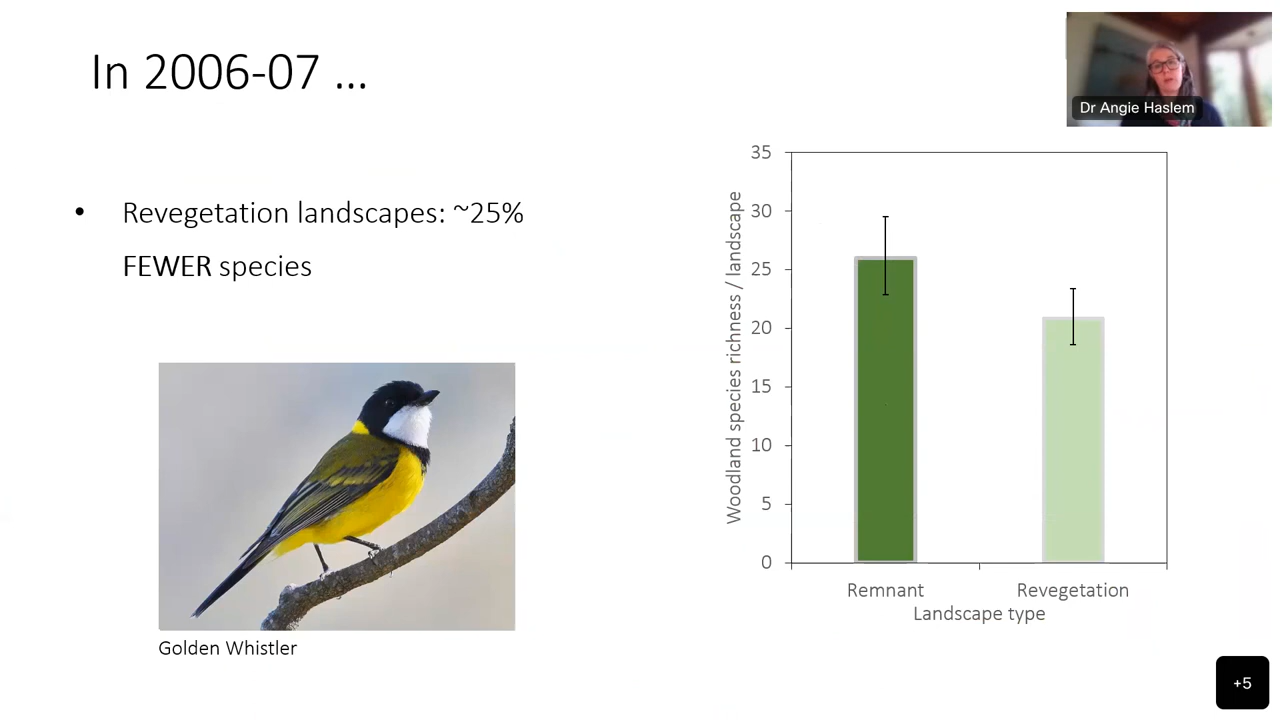 In 2006-07 ...
Dr Angie Haslem
• Revegetation landscapes: ~25%
FEWER species
Golden Whistler
Woodland species richness / landscape
35
30
25
20
15
10
5
0
Remnant
Revegetation
Landscape type
+5